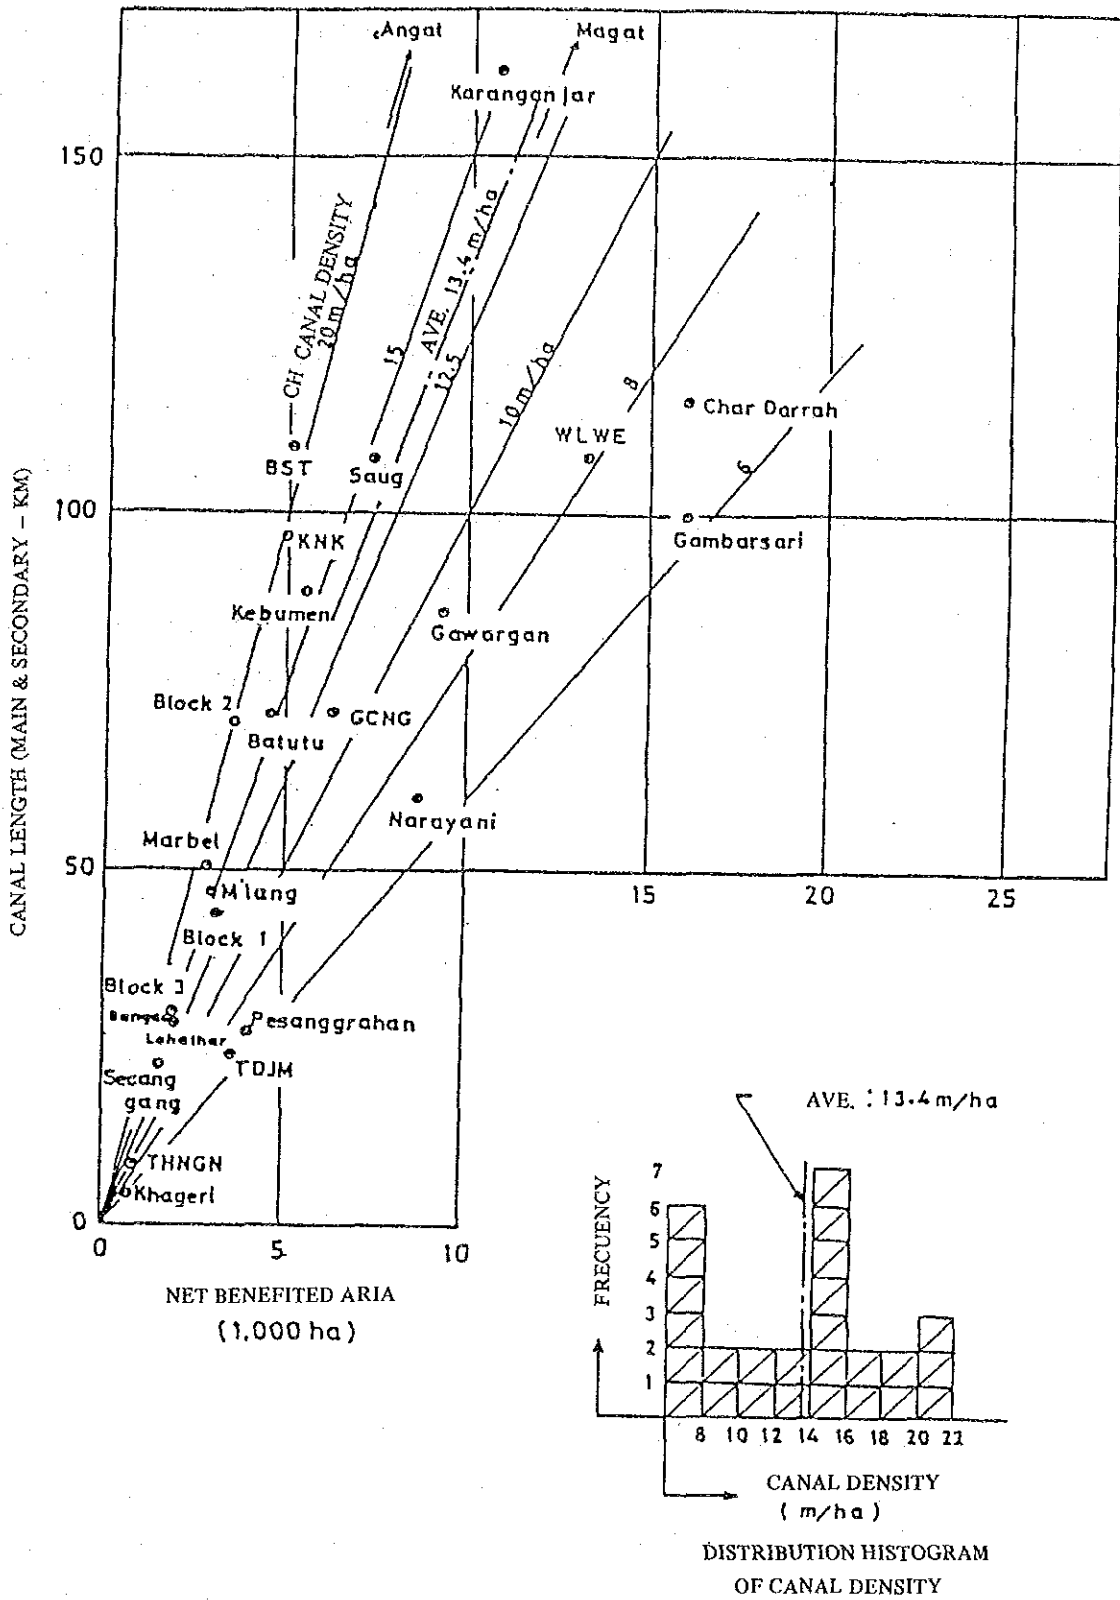 Angat
Magat
Karanganjar
150
CH CANAL DENSITY
20 m/ha
15
AVE. 13.4 m/ha
12.5
10 m/ha
8
6
Char Darrah
WLWE
BST
Saug
100
KNK
Gambarsari
Kebumen
Gawargan
Block 2
GCNG
Batutu
Narayani
Marbel
50
M'lang
15
20
25
Block 1
Block 3
Pesanggrahan
TDJM
Secang
gang
THNGN
Khageri
0
0
5
10
CANAL LENGTH (MAIN & SECONDARY – KM)
NET BENEFITED ARIA
(1,000 ha)
AVE. : 13.4 m/ha
FRECUENCY
7
6
5
4
3
2
1
8 10 12 14 16 18 20 22
CANAL DENSITY
( m/ha )
DISTRIBUTION HISTOGRAM
OF CANAL DENSITY